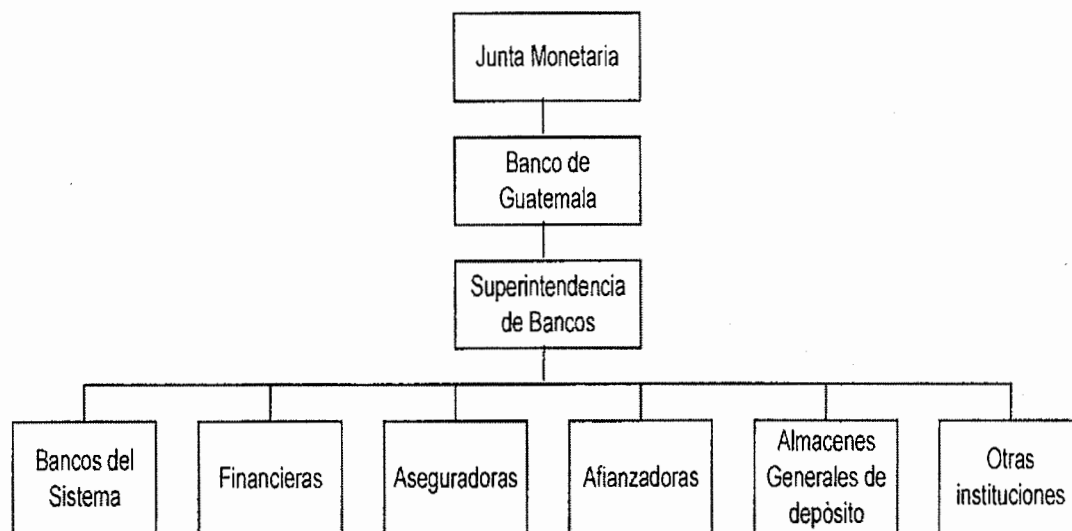 Junta Monetaria
Banco de
Guatemala
Superintendencia
de Bancos
Bancos del
Sistema
Financieras
Aseguradoras
Afianzadoras
Almacenes
Generales de
depòsito
Otras
instituciones